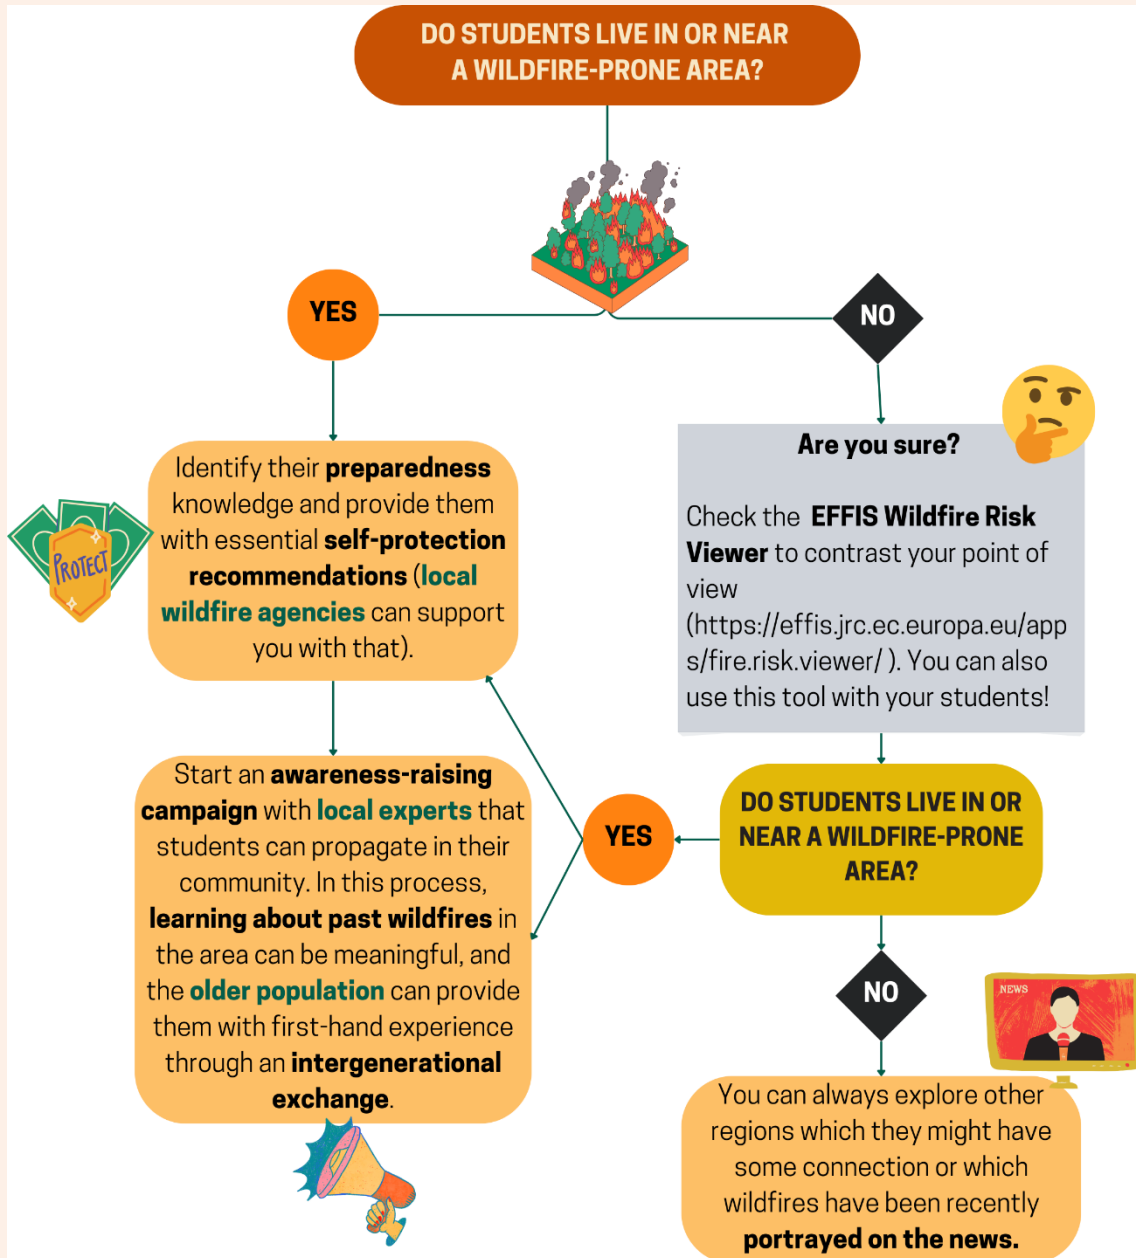 DO STUDENTS LIVE IN OR NEAR
A WILDFIRE-PRONE AREA?
YES
NO
Identify their preparedness
knowledge and provide them
with essential self-protection
recommendations (local
wildfire agencies can support
you with that).
PROTECT
Are you sure?
Check the EFFIS Wildfire Risk
Viewer to contrast your point of
view
(https://effis.jrc.ec.europa.eu/app
s/fire.risk.viewer/ ). You can also
use this tool with your students!
Start an awareness-raising
campaign with local experts that
students can propagate in their
community. In this process,
learning about past wildfires in
the area can be meaningful, and
the older population can provide
them with first-hand experience
through an intergenerational
exchange.
YES
DO STUDENTS LIVE IN OR
NEAR A WILDFIRE-PRONE
AREA?
NO
NEWS
You can always explore other
regions which they might have
some connection or which
wildfires have been recently
portrayed on the news.